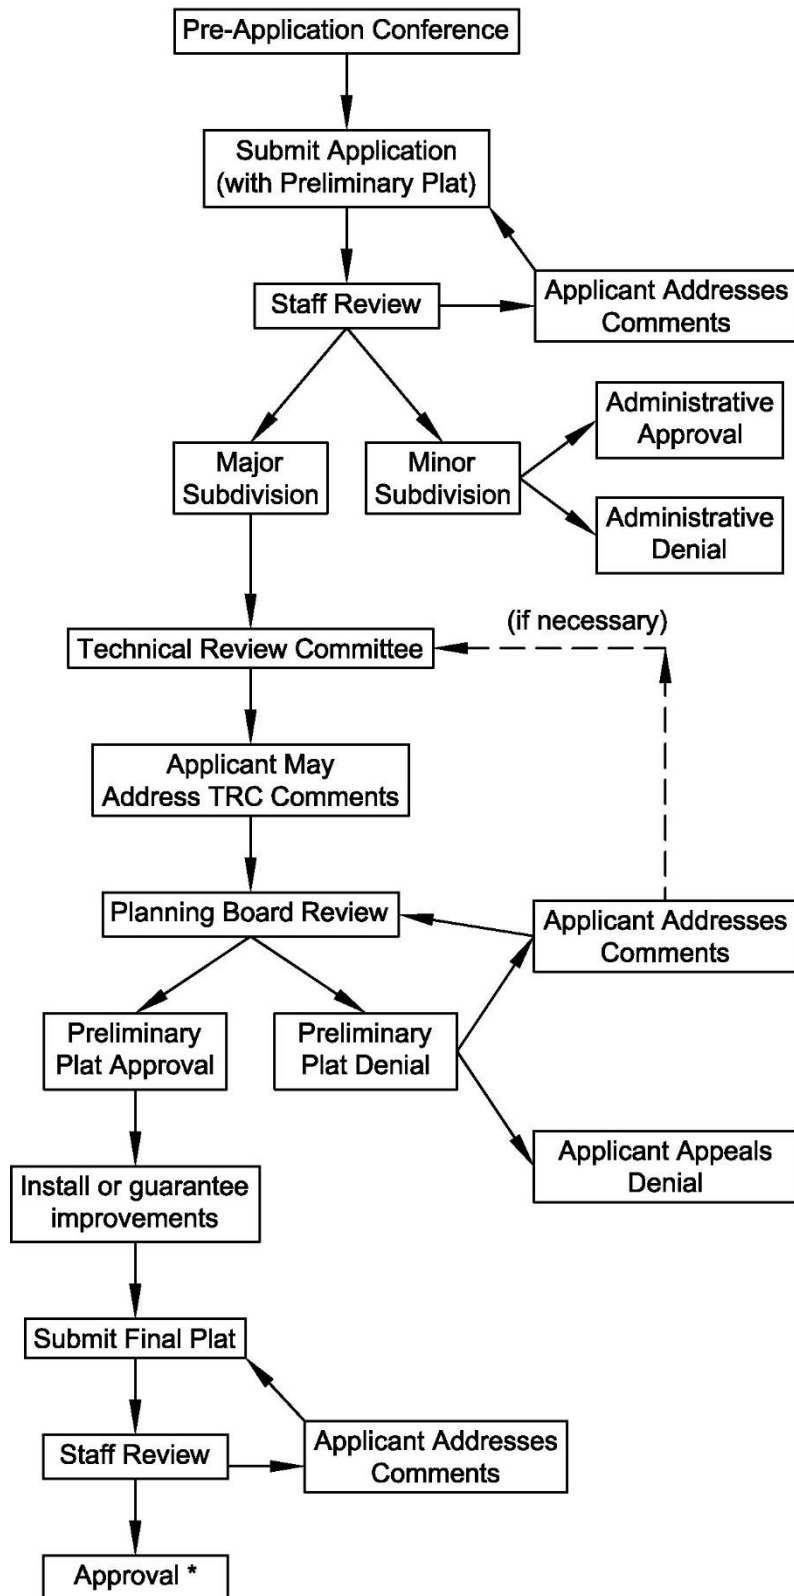 Pre-Application Conference
Submit Application
(with Preliminary Plat)
Staff Review
Applicant Addresses
Comments
Administrative
Approval
Major
Subdivision
Minor
Subdivision
Administrative
Denial
(if necessary)
Technical Review Committee
Applicant May
Address TRC Comments
Planning Board Review
Applicant Addresses
Comments
Preliminary
Plat Approval
Preliminary
Plat Denial
Applicant Appeals
Denial
Install or guarantee
improvements
Submit Final Plat
Staff Review
Applicant Addresses
Comments
Approval *